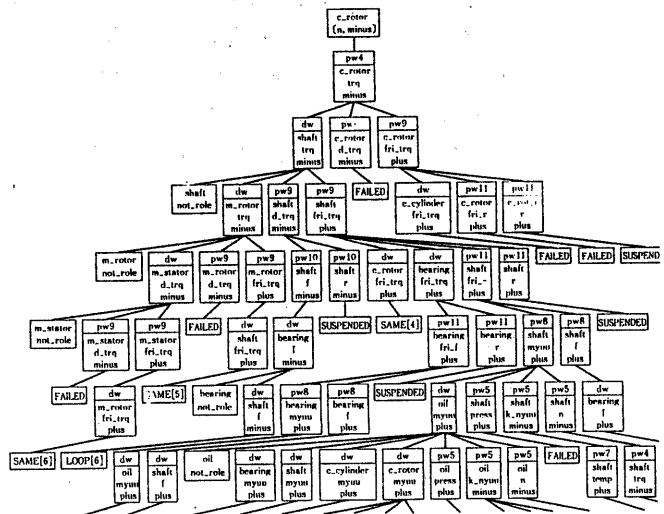 c_rotor
(n, minus)
pw4
c_rotor
trq
minus
dw
shaft
trq
minus
c_rotor
d_trq
minus
pw9
c_rotor
fri_trq
plus
shaft
not_role
dw
m_rotor
trq
minus
pw9
shaft
d_trq
minus
pw9
shaft
fri_trq
plus
FAILED
dw
c_cylinder
fri_trq
plus
pw11
c_rotor
fri_r
plus
pw11
r
plus
m_rotor
not_role
dw
m_stator
d_trq
minus
pw9
m_rotor
d_trq
minus
pw9
m_rotor
fri_trq
plus
pw10
shaft
f
minus
pw10
shaft
r
minus
dw
c_rotor
fri_trq
plus
dw
bearing
fri_trq
plus
pw11
shaft
plus
pw11
shaft
r
plus
FAILED
FAILED
SUSPEND
m_stator
not_role
pw9
m_stator
d_trq
minus
pw9
m_stator
fri_trq
plus
FAILED
dw
shaft
fri_trq
plus
dw
bearing
f
minus
SUSPENDED
SAME[4]
pw11
bearing
fri_f
plus
pw11
bearing
r
plus
pw8
shaft
myuu
plus
pw8
shaft
f
plus
SUSPENDED
FAILED
dw
m_rotor
fri_trq
plus
AME[5]
bearing
not_role
dw
shaft
f
minus
pw8
bearing
myuu
plus
pw8
bearing
f
plus
SUSPENDED
dw
oil
myuu
plus
pw5
shaft
press
plus
pw5
shaft
k_nyuu
minus
pw5
shaft
n
minus
dw
bearing
f
plus
SAME[6]
LOOP[6]
dw
oil
myuu
plus
dw
shaft
f
plus
oil
not_role
dw
bearing
myuu
plus
dw
shaft
myuu
plus
dw
c_cylinder
myuu
plus
dw
c_rotor
myuu
plus
pw5
oil
press
plus
pw5
oil
k_nyuu
minus
pw5
oil
n
minus
FAILED
pw7
shaft
temp
plus
pw4
shaft
trq
minus